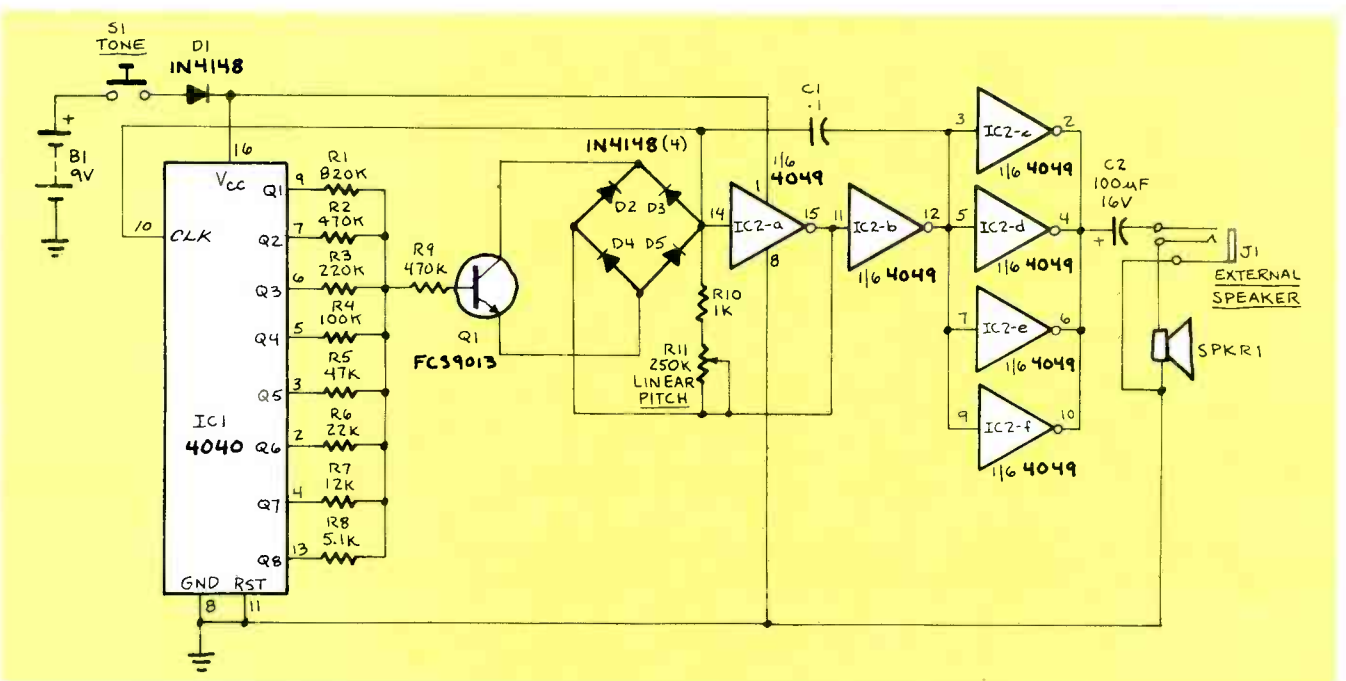 S1
TONE
D1
1N4148
+
B1
9V
16
VCC
10
CLK
IC1
4040
GND RST
8 11
Q1 9
R1
820K
Q2 7
R2
470K
Q3 6
R3
220K
Q4 5
R4
100K
Q5 3
R5
47K
Q6 2
R6
22K
Q7 4
R7
12K
Q8 13
R8
5.1K
R9
470K
Q1
FCS9013
1N4148 (4)
D2 D3
D4 D5
R10
1K
R11
250K
LINEAR
PITCH
C1
.1
1/6
4049
1
14 IC2-a 15
8
11 IC2-b 12
1/6 4049
3 IC2-c 2
1/6 4049
5 IC2-d 4
1/6 4049
7 IC2-e 6
1/6 4049
9 IC2-f 10
1/6 4049
C2
100µF
16V
+
J1
EXTERNAL
SPEAKER
SPKR1